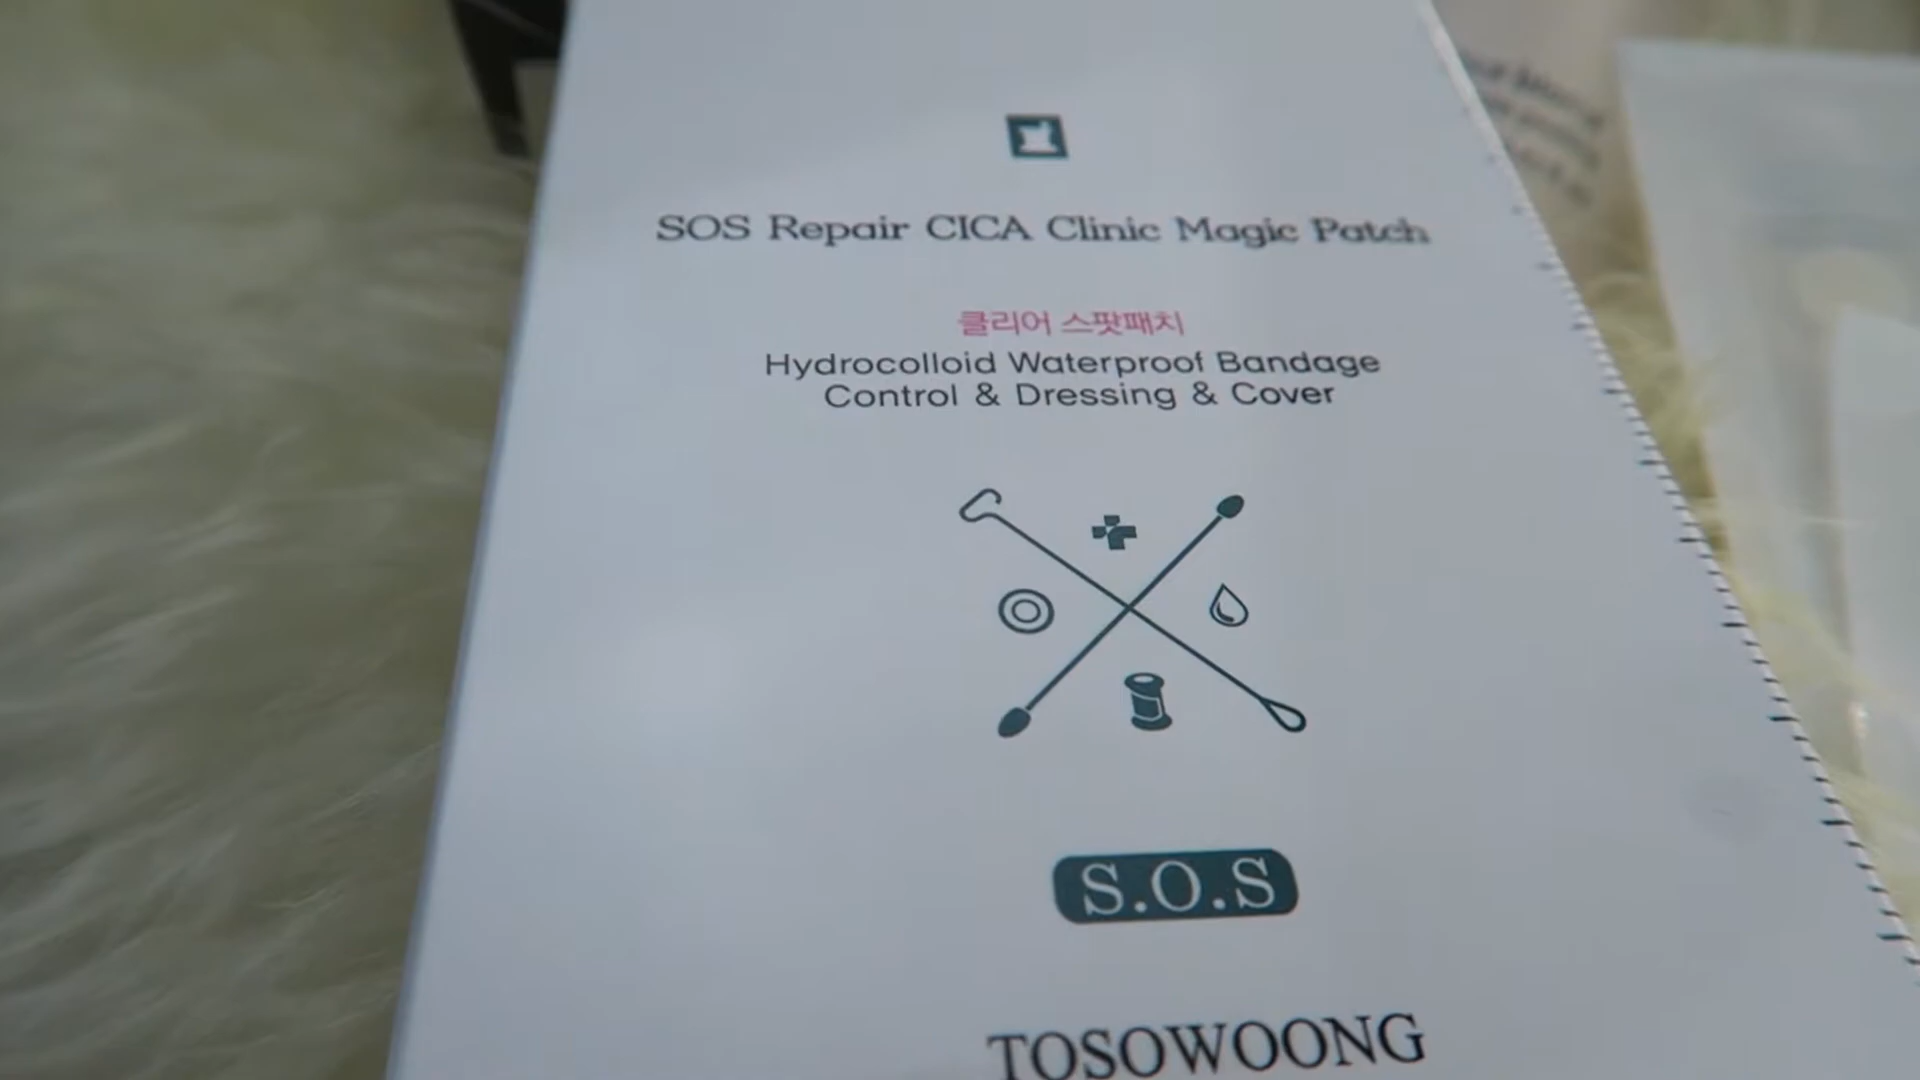 SOS Repair CICA Clinic Magic Patch
클리어 스팟패치
Hydrocolloid Waterproof Bandage
Control & Dressing & Cover
S.O.S
TOSOWOONG